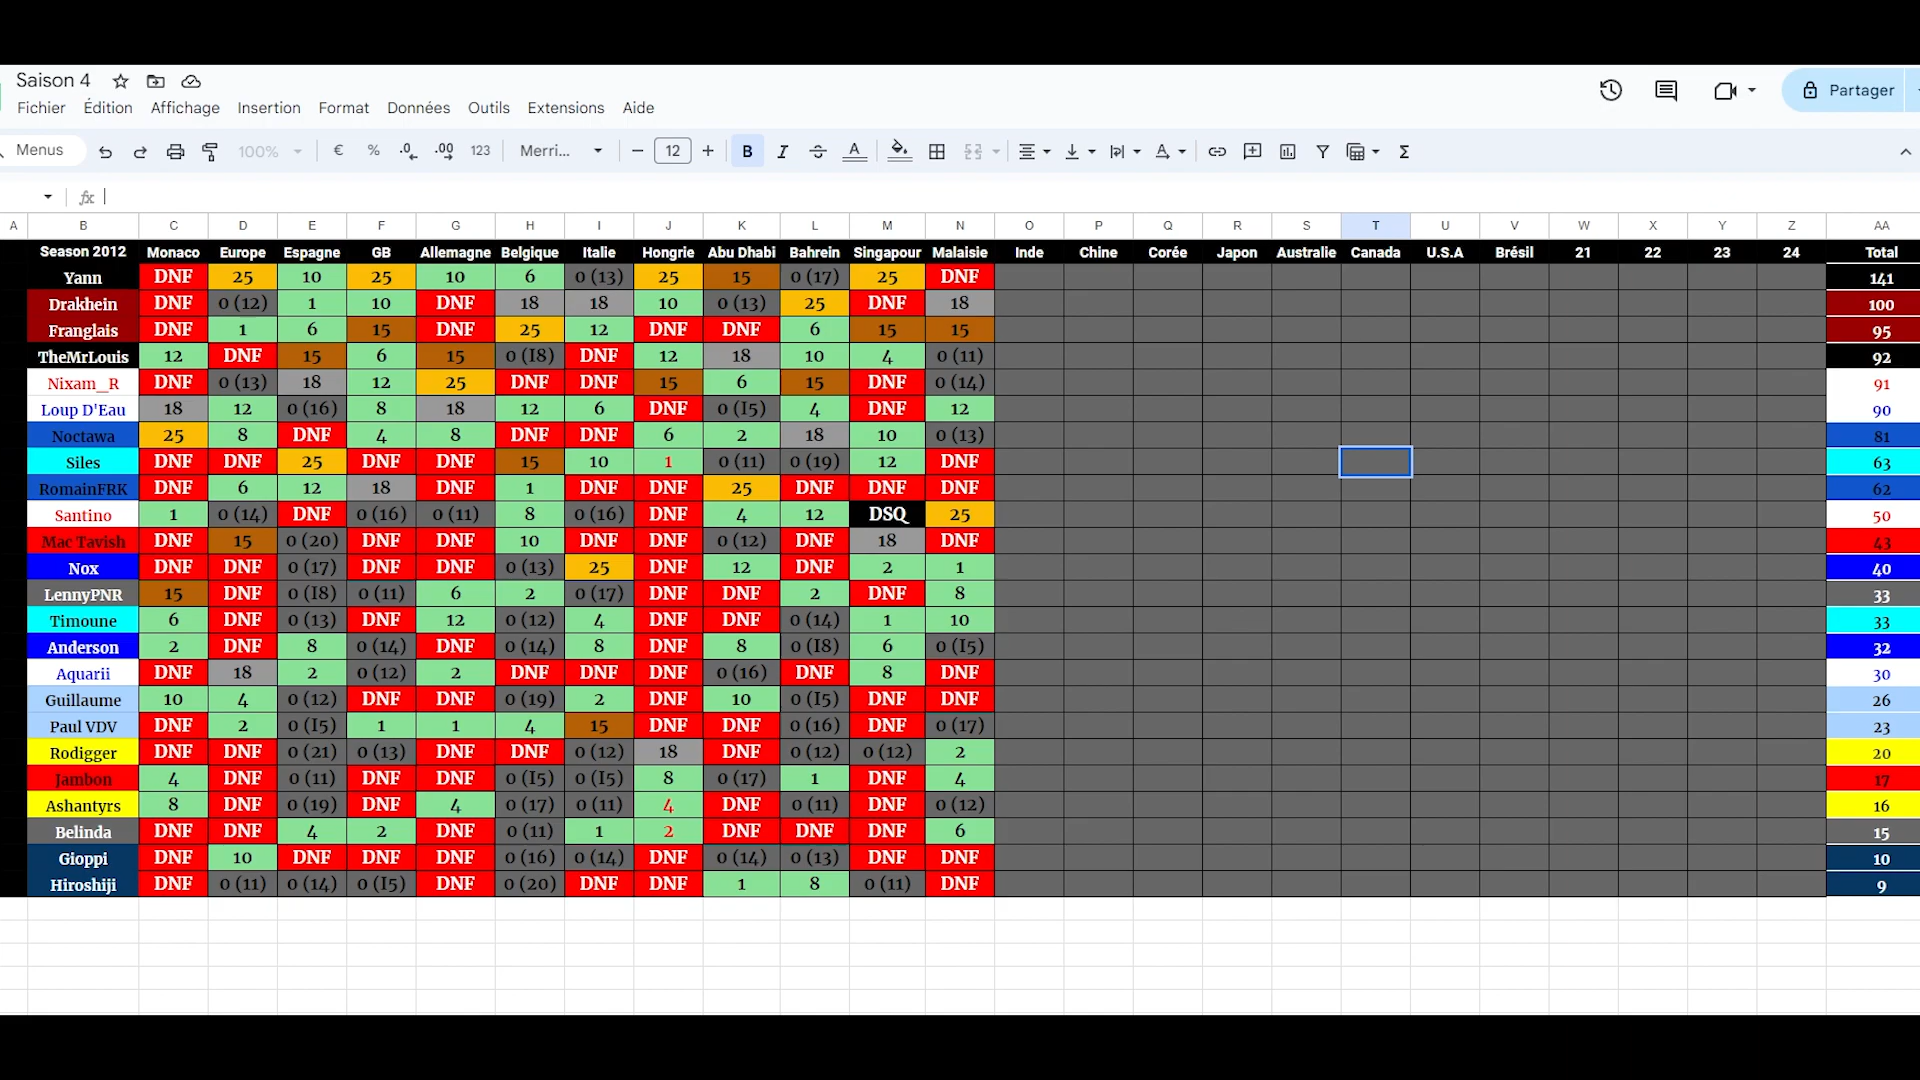 Saison 4
Partager
Fichier Édition Affichage Insertion Format Données Outils Extensions Aide
Menus 100% € % .0 .00 123 Merri... 12 B I S A Σ
fx
A B C D E F G H I J K L M N O P Q R S T U V W X Y Z AA
Season 2012 Monaco Europe Espagne GB Allemagne Belgique Italie Hongrie Abu Dhabi Bahrein Singapour Malaisie Inde Chine Corée Japon Australie Canada U.S.A Brésil 21 22 23 24 Total
Yann DNF 25 10 25 10 6 0 (13) 25 15 0 (17) 25 DNF 141
Drakhein DNF 0 (12) 1 10 DNF 18 18 10 0 (13) 25 DNF 18 100
Franglais DNF 1 6 15 DNF 25 12 DNF DNF 6 15 15 95
TheMrLouis 12 DNF 15 6 15 0 (I8) DNF 12 18 10 4 0 (11) 92
Nixam_R DNF 0 (13) 18 12 25 DNF DNF 15 6 15 DNF 0 (14) 91
Loup D'Eau 18 12 0 (16) 8 18 12 6 DNF 0 (I5) 4 DNF 12 90
Noctawa 25 8 DNF 4 8 DNF DNF 6 2 18 10 0 (13) 81
Siles DNF DNF 25 DNF DNF 15 10 1 0 (11) 0 (19) 12 DNF 63
RomainFRK DNF 6 12 18 DNF 1 DNF DNF 25 DNF DNF DNF 62
Santino 1 0 (14) DNF 0 (16) 0 (11) 8 0 (16) DNF 4 12 DSQ 25 50
Mac Tavish DNF 15 0 (20) DNF DNF 10 DNF DNF 0 (12) DNF 18 DNF 43
Nox DNF DNF 0 (17) DNF DNF 0 (13) 25 DNF 12 DNF 2 1 40
LennyPNR 15 DNF 0 (I8) 0 (11) 6 2 0 (17) DNF DNF 2 DNF 8 33
Timoune 6 DNF 0 (13) DNF 12 0 (12) 4 DNF DNF 0 (14) 1 10 33
Anderson 2 DNF 8 0 (14) DNF 0 (14) 8 DNF 8 0 (I8) 6 0 (I5) 32
Aquarii DNF 18 2 0 (12) 2 DNF DNF DNF 0 (16) DNF 8 DNF 30
Guillaume 10 4 0 (12) DNF DNF 0 (19) 2 DNF 10 0 (I5) DNF DNF 26
Paul VDV DNF 2 0 (I5) 1 1 4 15 DNF DNF 0 (16) DNF 0 (17) 23
Rodigger DNF DNF 0 (21) 0 (13) DNF DNF 0 (12) 18 DNF 0 (12) 0 (12) 2 20
Jambon 4 DNF 0 (11) DNF DNF 0 (I5) 0 (I5) 8 0 (17) 1 DNF 4 17
Ashantyrs 8 DNF 0 (19) DNF 4 0 (17) 0 (11) 4 DNF 0 (11) DNF 0 (12) 16
Belinda DNF DNF 4 2 DNF 0 (11) 1 2 DNF DNF DNF 6 15
Gioppi DNF 10 DNF DNF DNF 0 (16) 0 (14) DNF 0 (14) 0 (13) DNF DNF 10
Hiroshiji DNF 0 (11) 0 (14) 0 (I5) DNF 0 (20) DNF DNF 1 8 0 (11) DNF 9